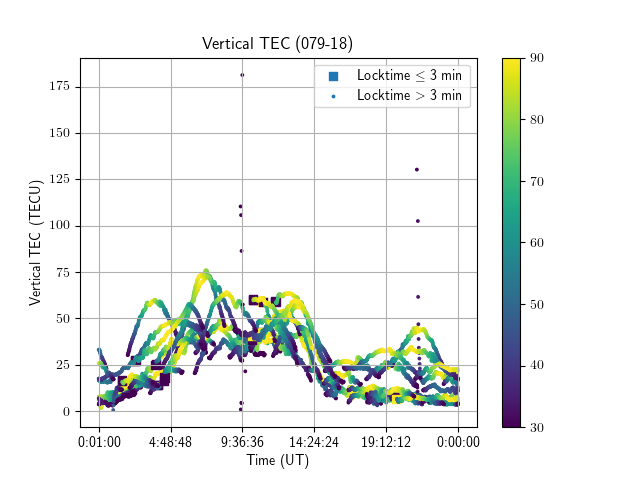 Vertical TEC (079-18)
Locktime ≤ 3 min
Locktime > 3 min
175
150
125
100
75
50
25
0
Vertical TEC (TECU)
0:01:00 4:48:48 9:36:36 14:24:24 19:12:12 0:00:00
Time (UT)
90
80
70
60
50
40
30